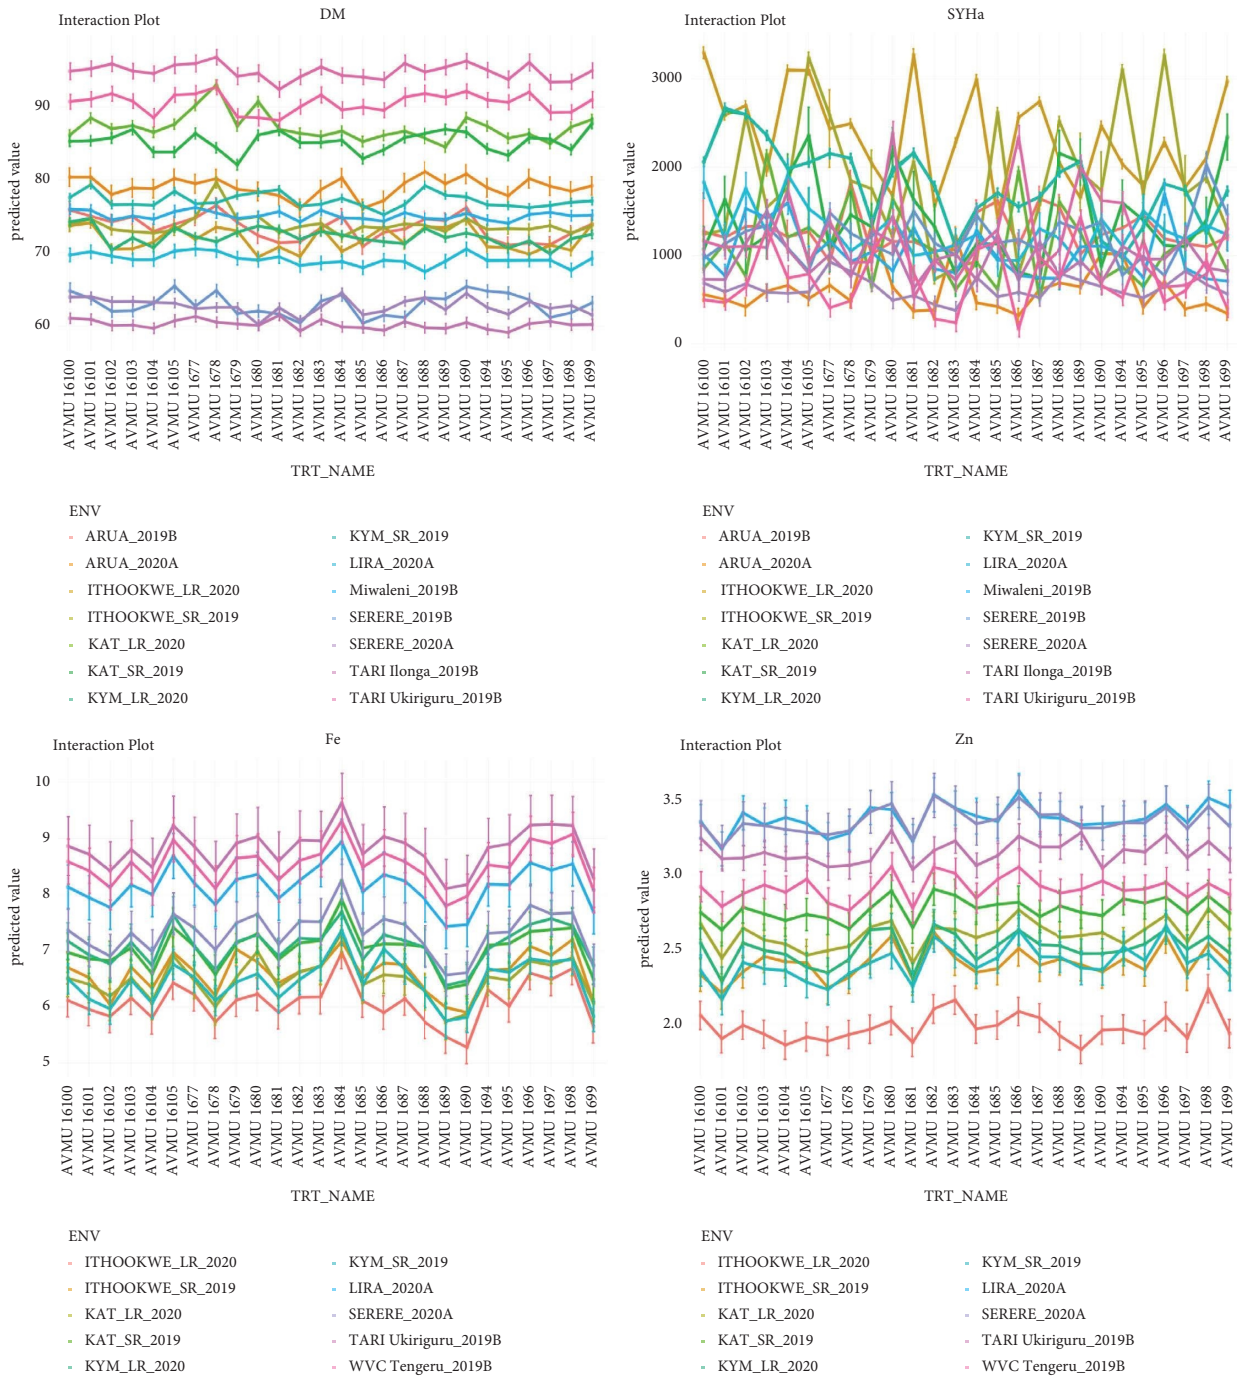 Interaction Plot
DM
predicted value
90
80
70
60
AVMU 16100
AVMU 16101
AVMU 16102
AVMU 16103
AVMU 16104
AVMU 16105
AVMU 1677
AVMU 1678
AVMU 1679
AVMU 1680
AVMU 1681
AVMU 1682
AVMU 1683
AVMU 1684
AVMU 1685
AVMU 1686
AVMU 1687
AVMU 1688
AVMU 1689
AVMU 1690
AVMU 1694
AVMU 1695
AVMU 1696
AVMU 1697
AVMU 1698
AVMU 1699
TRT_NAME
ENV
ARUA_2019B
ARUA_2020A
ITHOOKWE_LR_2020
ITHOOKWE_SR_2019
KAT_LR_2020
KAT_SR_2019
KYM_LR_2020
KYM_SR_2019
LIRA_2020A
Miwaleni_2019B
SERERE_2019B
SERERE_2020A
TARI Ilonga_2019B
TARI Ukiriguru_2019B
Interaction Plot
SYHa
predicted value
3000
2000
1000
0
AVMU 16100
AVMU 16101
AVMU 16102
AVMU 16103
AVMU 16104
AVMU 16105
AVMU 1677
AVMU 1678
AVMU 1679
AVMU 1680
AVMU 1681
AVMU 1682
AVMU 1683
AVMU 1684
AVMU 1685
AVMU 1686
AVMU 1687
AVMU 1688
AVMU 1689
AVMU 1690
AVMU 1694
AVMU 1695
AVMU 1696
AVMU 1697
AVMU 1698
AVMU 1699
TRT_NAME
ENV
ARUA_2019B
ARUA_2020A
ITHOOKWE_LR_2020
ITHOOKWE_SR_2019
KAT_LR_2020
KAT_SR_2019
KYM_LR_2020
KYM_SR_2019
LIRA_2020A
Miwaleni_2019B
SERERE_2019B
SERERE_2020A
TARI Ilonga_2019B
TARI Ukiriguru_2019B
Interaction Plot
Fe
predicted value
10
9
8
7
6
5
AVMU 16100
AVMU 16101
AVMU 16102
AVMU 16103
AVMU 16104
AVMU 16105
AVMU 1677
AVMU 1678
AVMU 1679
AVMU 1680
AVMU 1681
AVMU 1682
AVMU 1683
AVMU 1684
AVMU 1685
AVMU 1686
AVMU 1687
AVMU 1688
AVMU 1689
AVMU 1690
AVMU 1694
AVMU 1695
AVMU 1696
AVMU 1697
AVMU 1698
AVMU 1699
TRT_NAME
ENV
ITHOOKWE_LR_2020
ITHOOKWE_SR_2019
KAT_LR_2020
KAT_SR_2019
KYM_LR_2020
KYM_SR_2019
LIRA_2020A
SERERE_2020A
TARI Ukiriguru_2019B
WVC Tengeru_2019B
Interaction Plot
Zn
predicted value
3.5
3.0
2.5
2.0
AVMU 16100
AVMU 16101
AVMU 16102
AVMU 16103
AVMU 16104
AVMU 16105
AVMU 1677
AVMU 1678
AVMU 1679
AVMU 1680
AVMU 1681
AVMU 1682
AVMU 1683
AVMU 1684
AVMU 1685
AVMU 1686
AVMU 1687
AVMU 1688
AVMU 1689
AVMU 1690
AVMU 1694
AVMU 1695
AVMU 1696
AVMU 1697
AVMU 1698
AVMU 1699
TRT_NAME
ENV
ITHOOKWE_LR_2020
ITHOOKWE_SR_2019
KAT_LR_2020
KAT_SR_2019
KYM_LR_2020
KYM_SR_2019
LIRA_2020A
SERERE_2020A
TARI Ukiriguru_2019B
WVC Tengeru_2019B